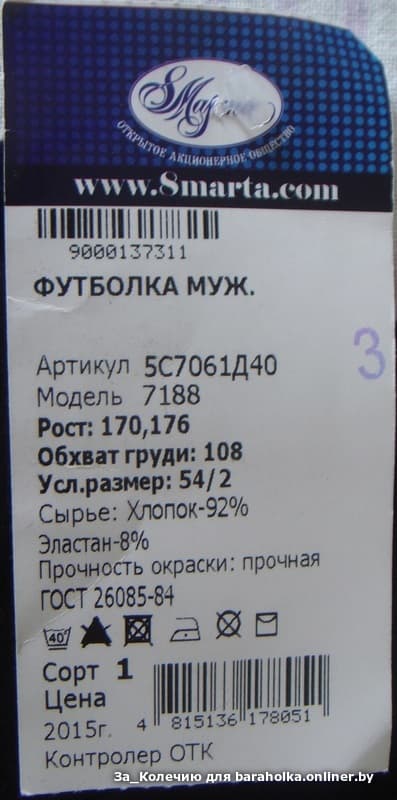 8 Марта
ОТКРЫТОЕ АКЦИОНЕРНОЕ ОБЩЕСТВО
www.8marta.com
9000137311
ФУТБОЛКА МУЖ.
3
Артикул 5С7061Д40
Модель 7188
Рост: 170,176
Обхват груди: 108
Усл.размер: 54/2
Сырье: Хлопок-92%
Эластан-8%
Прочность окраски: прочная
ГОСТ 26085-84
40°
Сорт 1
Цена
2015г.
4 815136 178051
Контролер ОТК
За_Колечию для baraholka.onliner.by